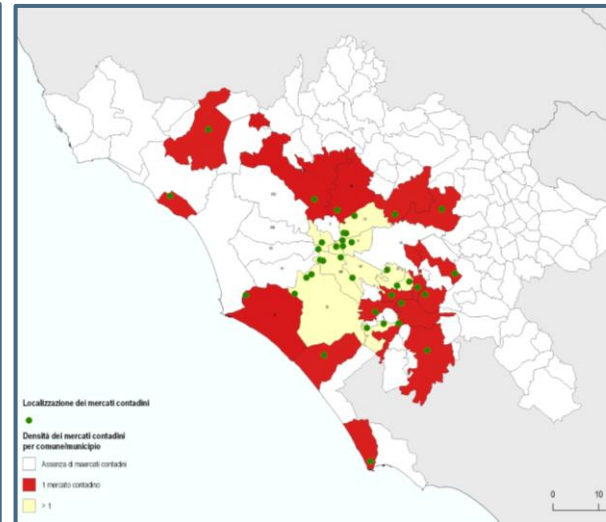 Localizzazione dei mercati contadini
Densità dei mercati contadini
per comune/municipio
Assenza di maercati contadini
1 mercato contadino
> 1
0 10